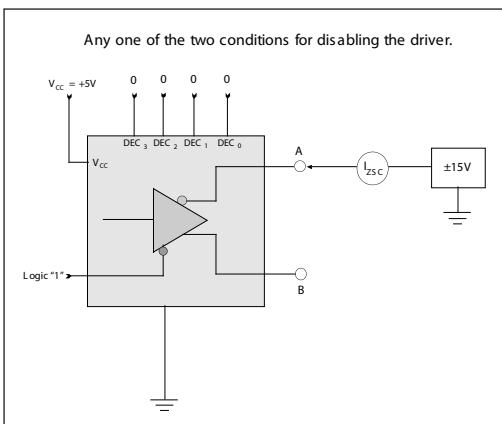 Any one of the two conditions for disabling the driver.
V_CC = +5V
0 0 0 0
DEC_3 DEC_2 DEC_1 DEC_0
V_CC
A
I_ZSC
±15V
Logic "1"
B